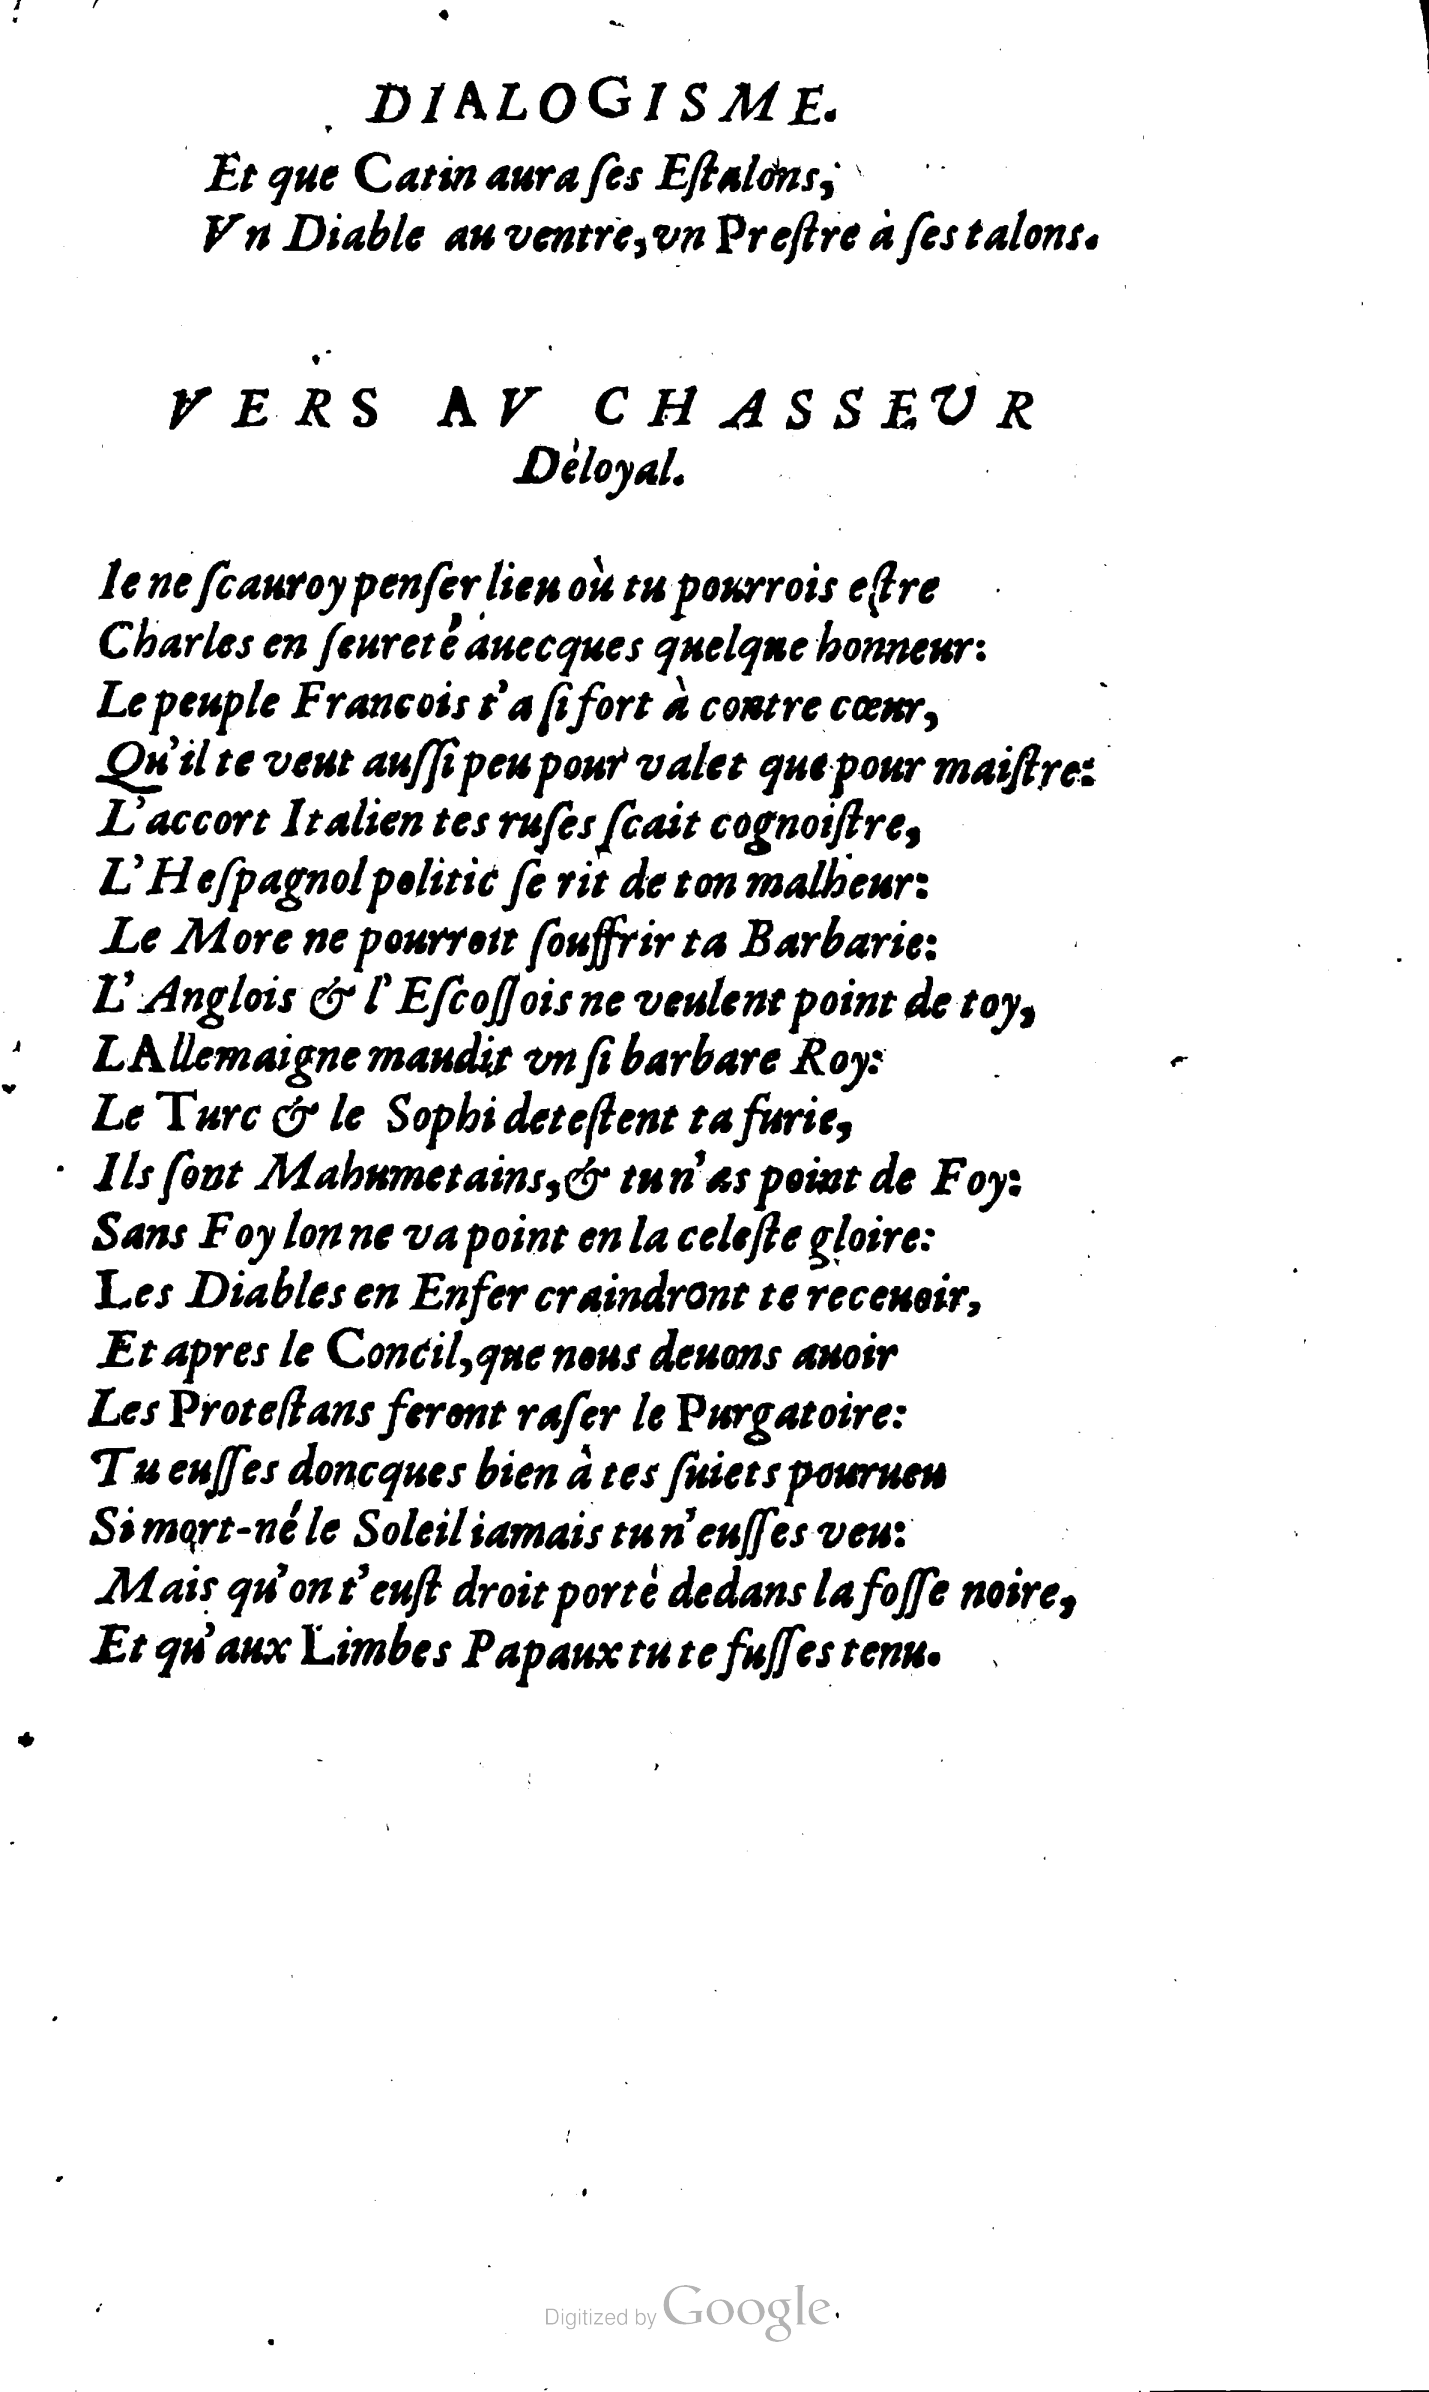 DIALOGISME.
Et que Catin aura ſes Eſtalons,
Vn Diable au ventre, vn Preſtre à ſes talons.
VERS AV CHASSEUR
Déloyal.
Ie ne ſcauroy penſer lieu où tu pourrois eſtre
Charles en ſeureté auecques quelque honneur:
Le peuple Francois t'a ſi fort à contre cœur,
Qu'il te veut auſſi peu pour valet que pour maiſtre:
L'accort Italien tes ruſes ſcait cognoiſtre,
L'Heſpagnol politic ſe rit de ton malheur:
Le More ne pourroit ſouffrir ta Barbarie:
L'Anglois & l'Eſcoſſois ne veulent point de toy,
LAllemaigne maudit vn ſi barbare Roy:
Le Turc & le Sophi deteſtent ta furie,
Ils ſont Mahumetains, & tu n'as point de Foy:
Sans Foy lon ne va point en la celeſte gloire:
Les Diables en Enfer craindront te receuoir,
Et apres le Concil, que nous deuons auoir
Les Proteſtans feront raſer le Purgatoire:
Tu euſſes doncques bien à tes ſuiets pourueu
Si mort-né le Soleil iamais tu n'euſſes veu:
Mais qu'on t'euſt droit porté dedans la foſſe noire,
Et qu'aux Limbes Papaux tu te fuſſes tenu.
Digitized by Google